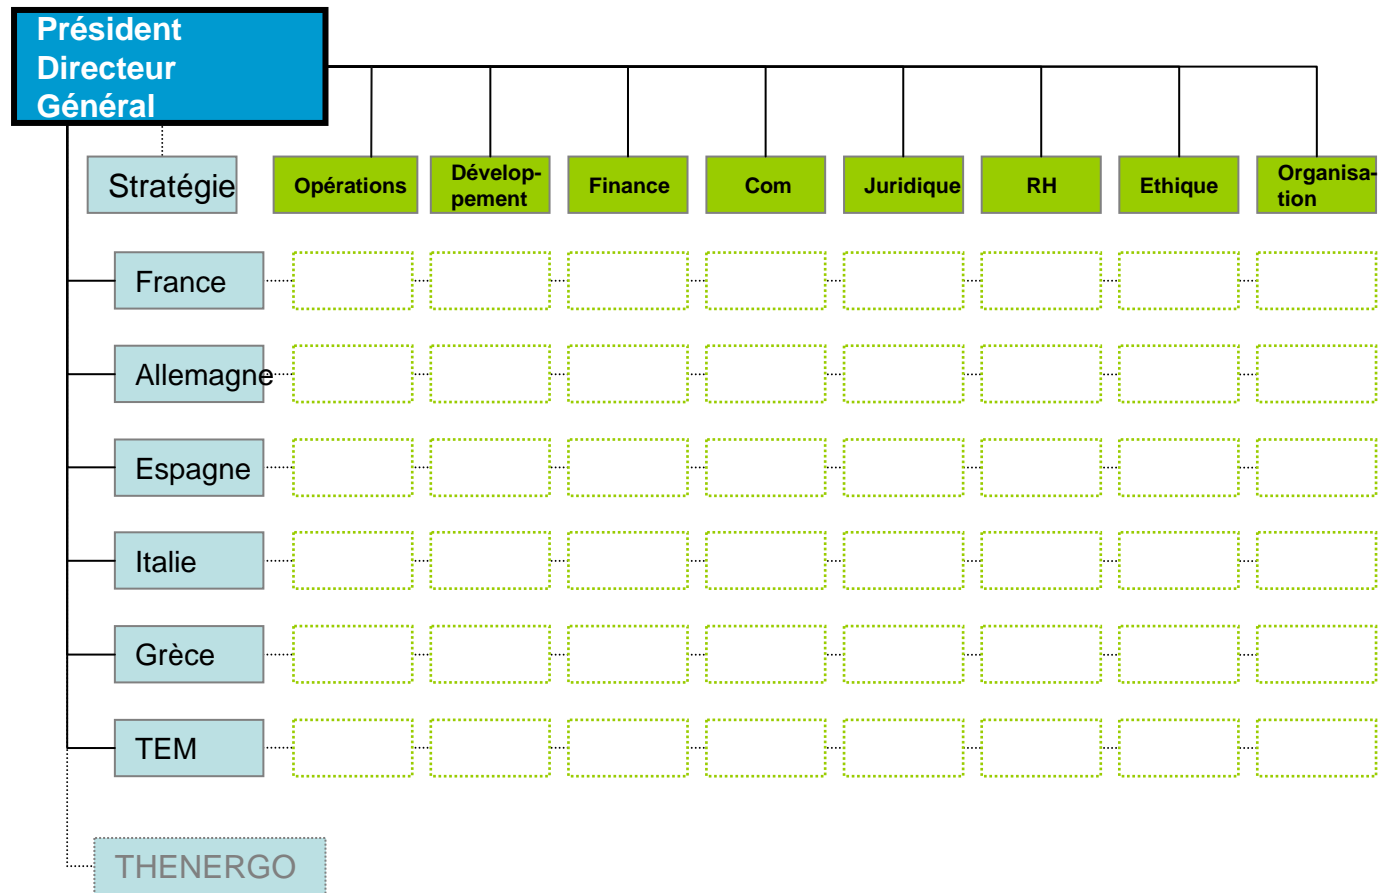 Président
Directeur
Général
Stratégie
Opérations
Dévelop-
pement
Finance
Com
Juridique
RH
Ethique
Organisa-
tion
France
Allemagne
Espagne
Italie
Grèce
TEM
THENERGO